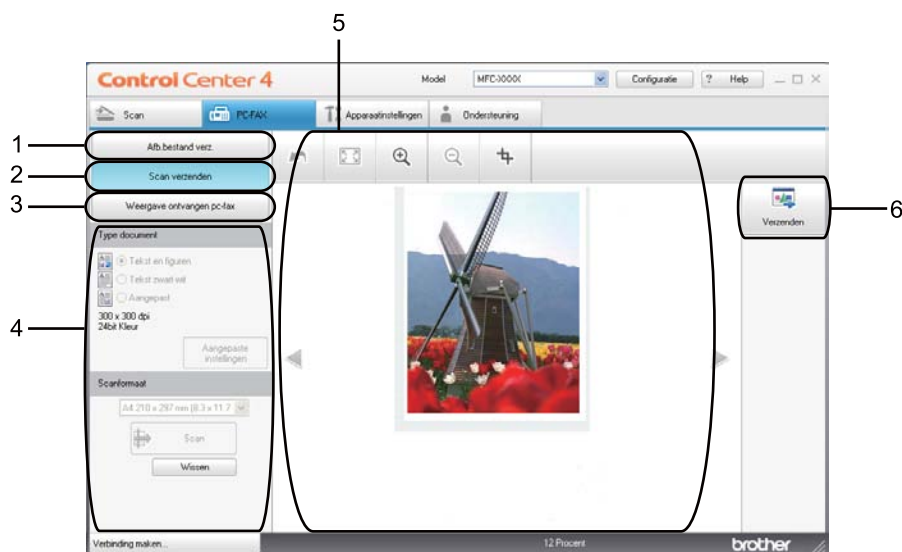 5
Control Center 4
Model
MFC-XXXX
Configuratie
? Help
Scan
PC-FAX
Apparaatinstellingen
Ondersteuning
1
Afb.bestand verz.
2
Scan verzenden
3
Weergave ontvangen pc-fax
Verzenden
6
Type document
Tekst en figuren
Tekst zwart wit
Aangepast
300 x 300 dpi
24bit Kleur
4
Aangepaste
instellingen
Scanformaat
A4 210 x 297 mm (8.3 x 11.7
Scan
Wissen
Verbinding maken...
12 Procent
brother